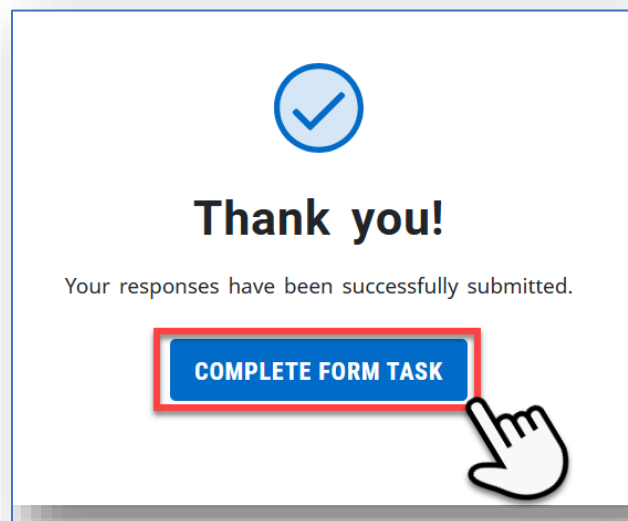 Thank you!
Your responses have been successfully submitted.
COMPLETE FORM TASK